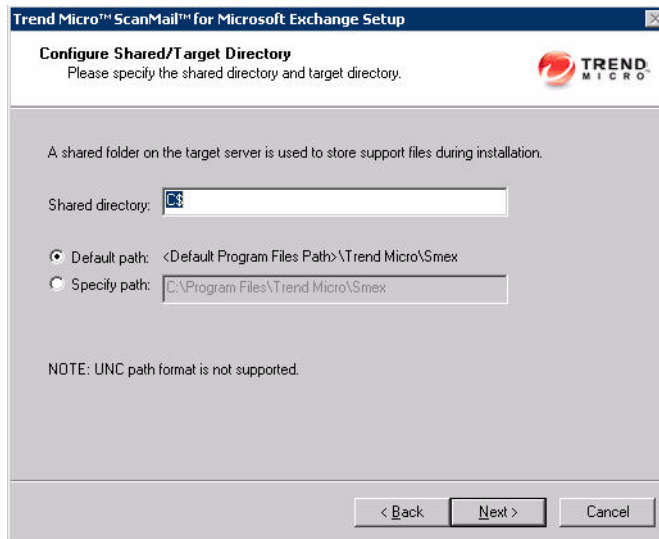 Trend Micro™ ScanMail™ for Microsoft Exchange Setup
Configure Shared/Target Directory
Please specify the shared directory and target directory.
TREND
MICRO™
A shared folder on the target server is used to store support files during installation.
Shared directory: C$
Default path: <Default Program Files Path>\Trend Micro\Smex
Specify path: C:\Program Files\Trend Micro\Smex
NOTE: UNC path format is not supported.
< Back Next > Cancel